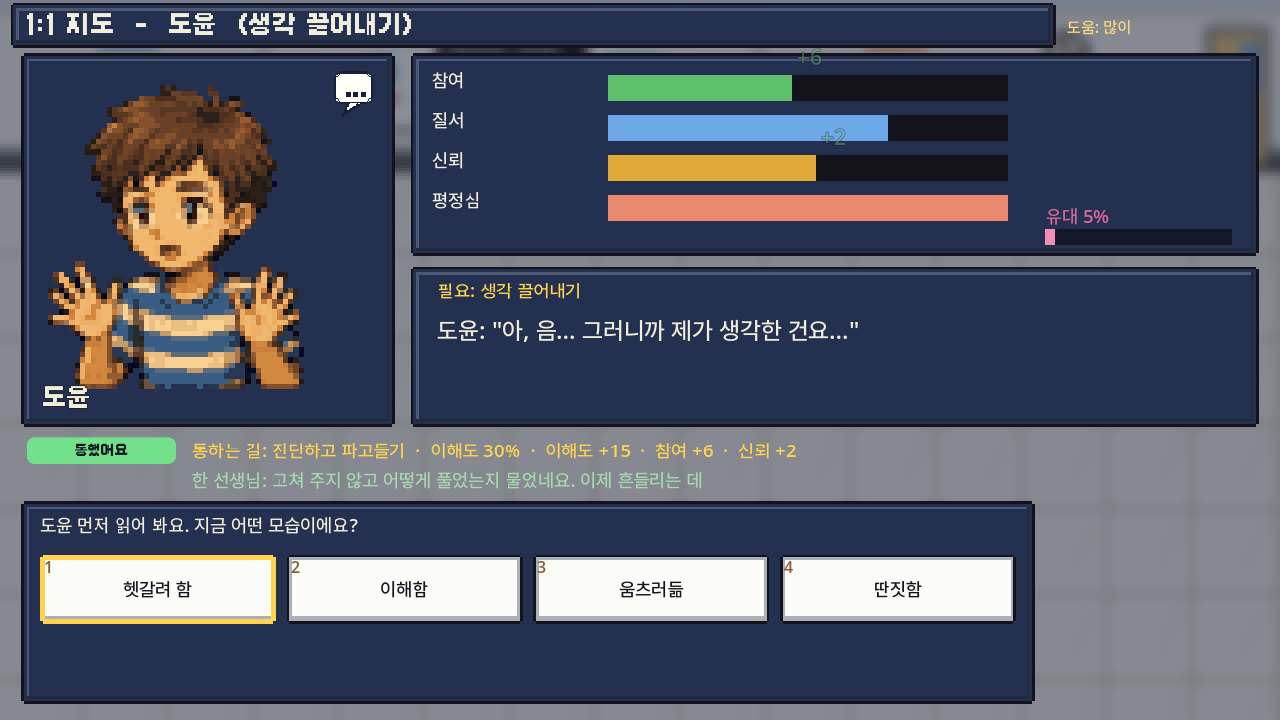 1:1 지도 - 도윤 (생각 끌어내기)
도움: 많이
+6
참여
질서
+2
신뢰
평정심
유대 5%
도윤
필요: 생각 끌어내기
도윤: "아, 음... 그러니까 제가 생각한 건요..."
통했어요
통하는 길: 진단하고 파고들기 · 이해도 30% · 이해도 +15 · 참여 +6 · 신뢰 +2
한 선생님: 고쳐 주지 않고 어떻게 풀었는지 물었네요. 이제 흔들리는 데
도윤 먼저 읽어 봐요. 지금 어떤 모습이에요?
1 헷갈려 함
2 이해함
3 움츠러듦
4 딴짓함